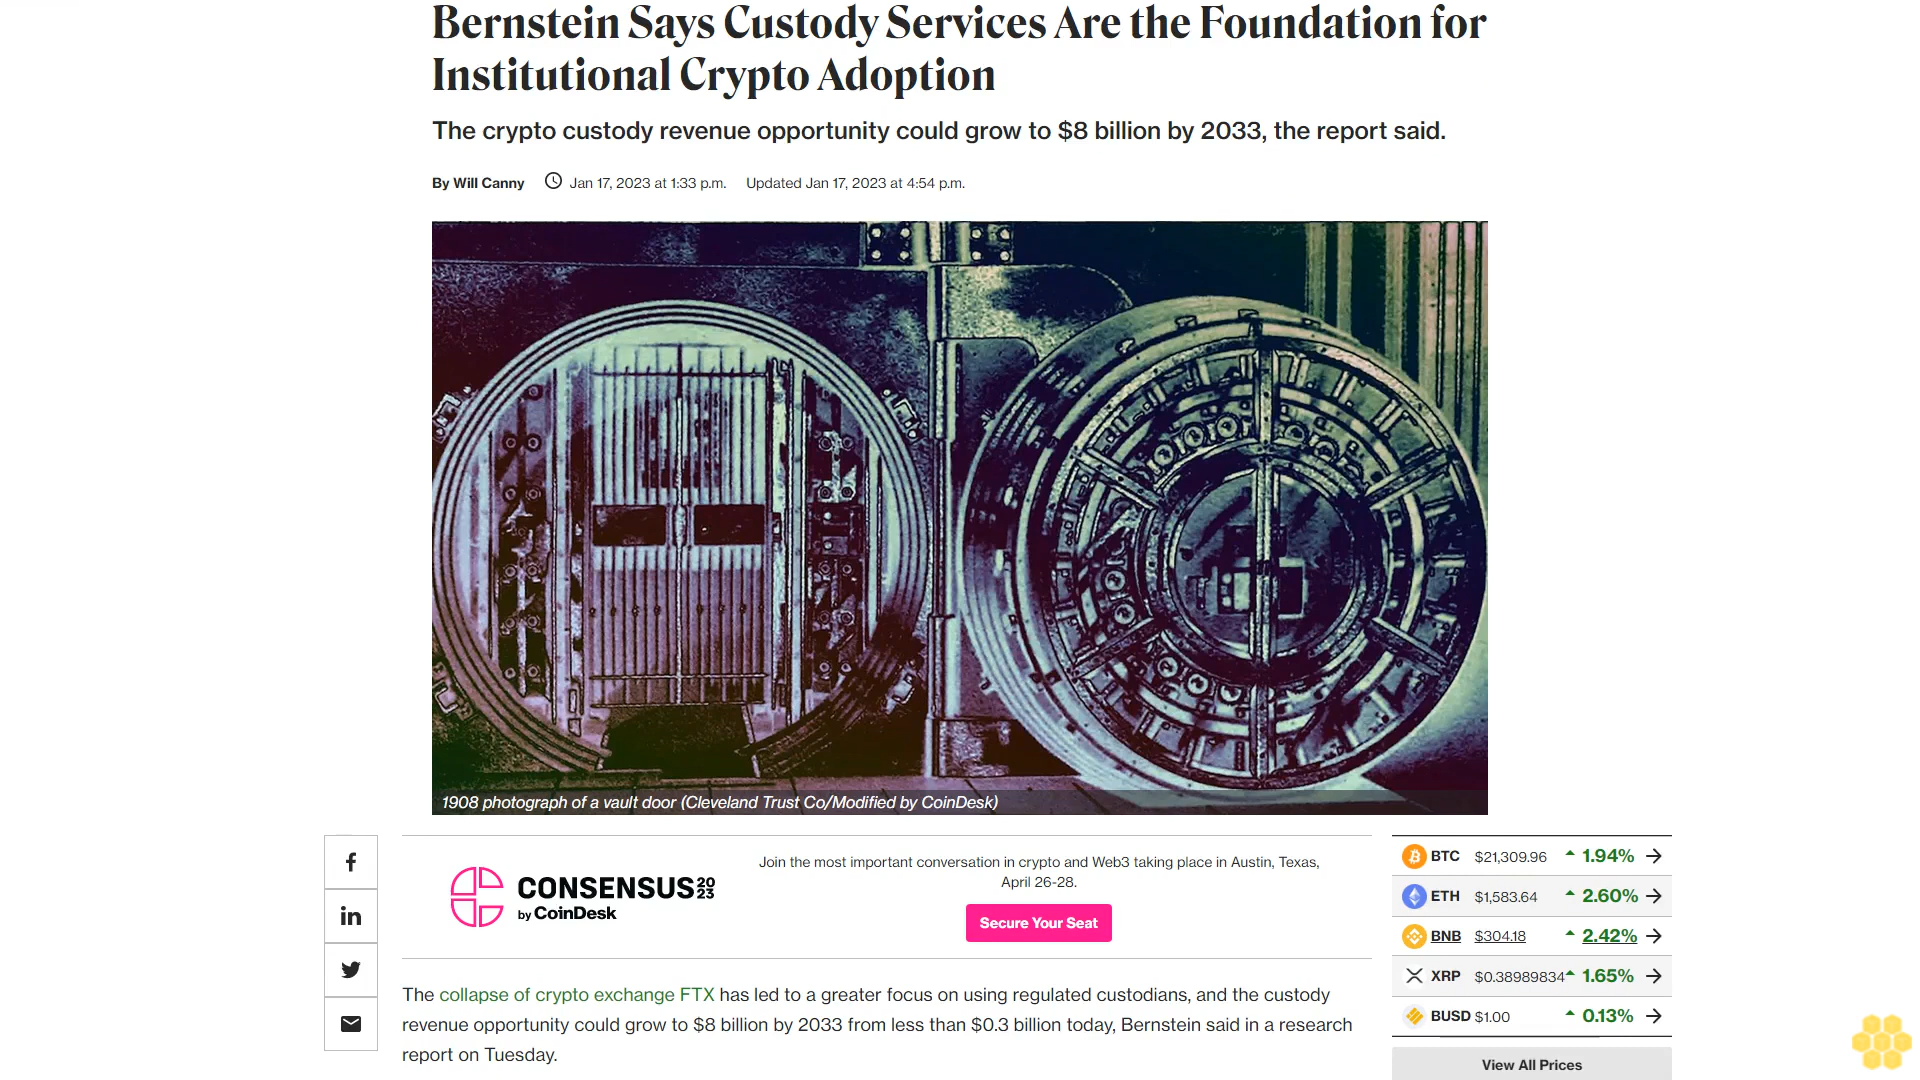 Bernstein Says Custody Services Are the Foundation for
Institutional Crypto Adoption
The crypto custody revenue opportunity could grow to $8 billion by 2033, the report said.
By Will Canny Jan 17, 2023 at 1:33 p.m. Updated Jan 17, 2023 at 4:54 p.m.
1908 photograph of a vault door (Cleveland Trust Co/Modified by CoinDesk)
f
in
CONSENSUS 20
23
by CoinDesk
Join the most important conversation in crypto and Web3 taking place in Austin, Texas,
April 26-28.
Secure Your Seat
The collapse of crypto exchange FTX has led to a greater focus on using regulated custodians, and the custody
revenue opportunity could grow to $8 billion by 2033 from less than $0.3 billion today, Bernstein said in a research
report on Tuesday.
BTC $21,309.96 1.94%
ETH $1,583.64 2.60%
BNB $304.18 2.42%
XRP $0.38989834 1.65%
BUSD $1.00 0.13%
View All Prices